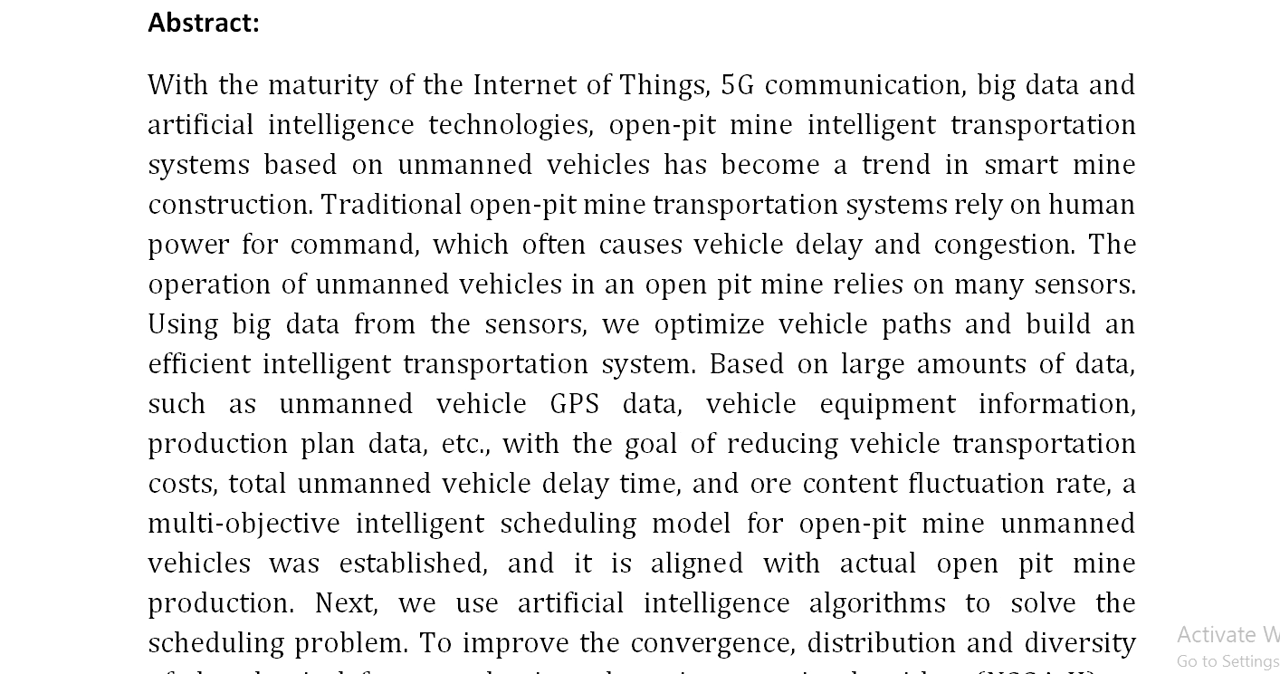 Abstract:
With the maturity of the Internet of Things, 5G communication, big data and
artificial intelligence technologies, open-pit mine intelligent transportation
systems based on unmanned vehicles has become a trend in smart mine
construction. Traditional open-pit mine transportation systems rely on human
power for command, which often causes vehicle delay and congestion. The
operation of unmanned vehicles in an open pit mine relies on many sensors.
Using big data from the sensors, we optimize vehicle paths and build an
efficient intelligent transportation system. Based on large amounts of data,
such as unmanned vehicle GPS data, vehicle equipment information,
production plan data, etc., with the goal of reducing vehicle transportation
costs, total unmanned vehicle delay time, and ore content fluctuation rate, a
multi-objective intelligent scheduling model for open-pit mine unmanned
vehicles was established, and it is aligned with actual open pit mine
production. Next, we use artificial intelligence algorithms to solve the
scheduling problem. To improve the convergence, distribution and diversity
Activate W
Go to Settings